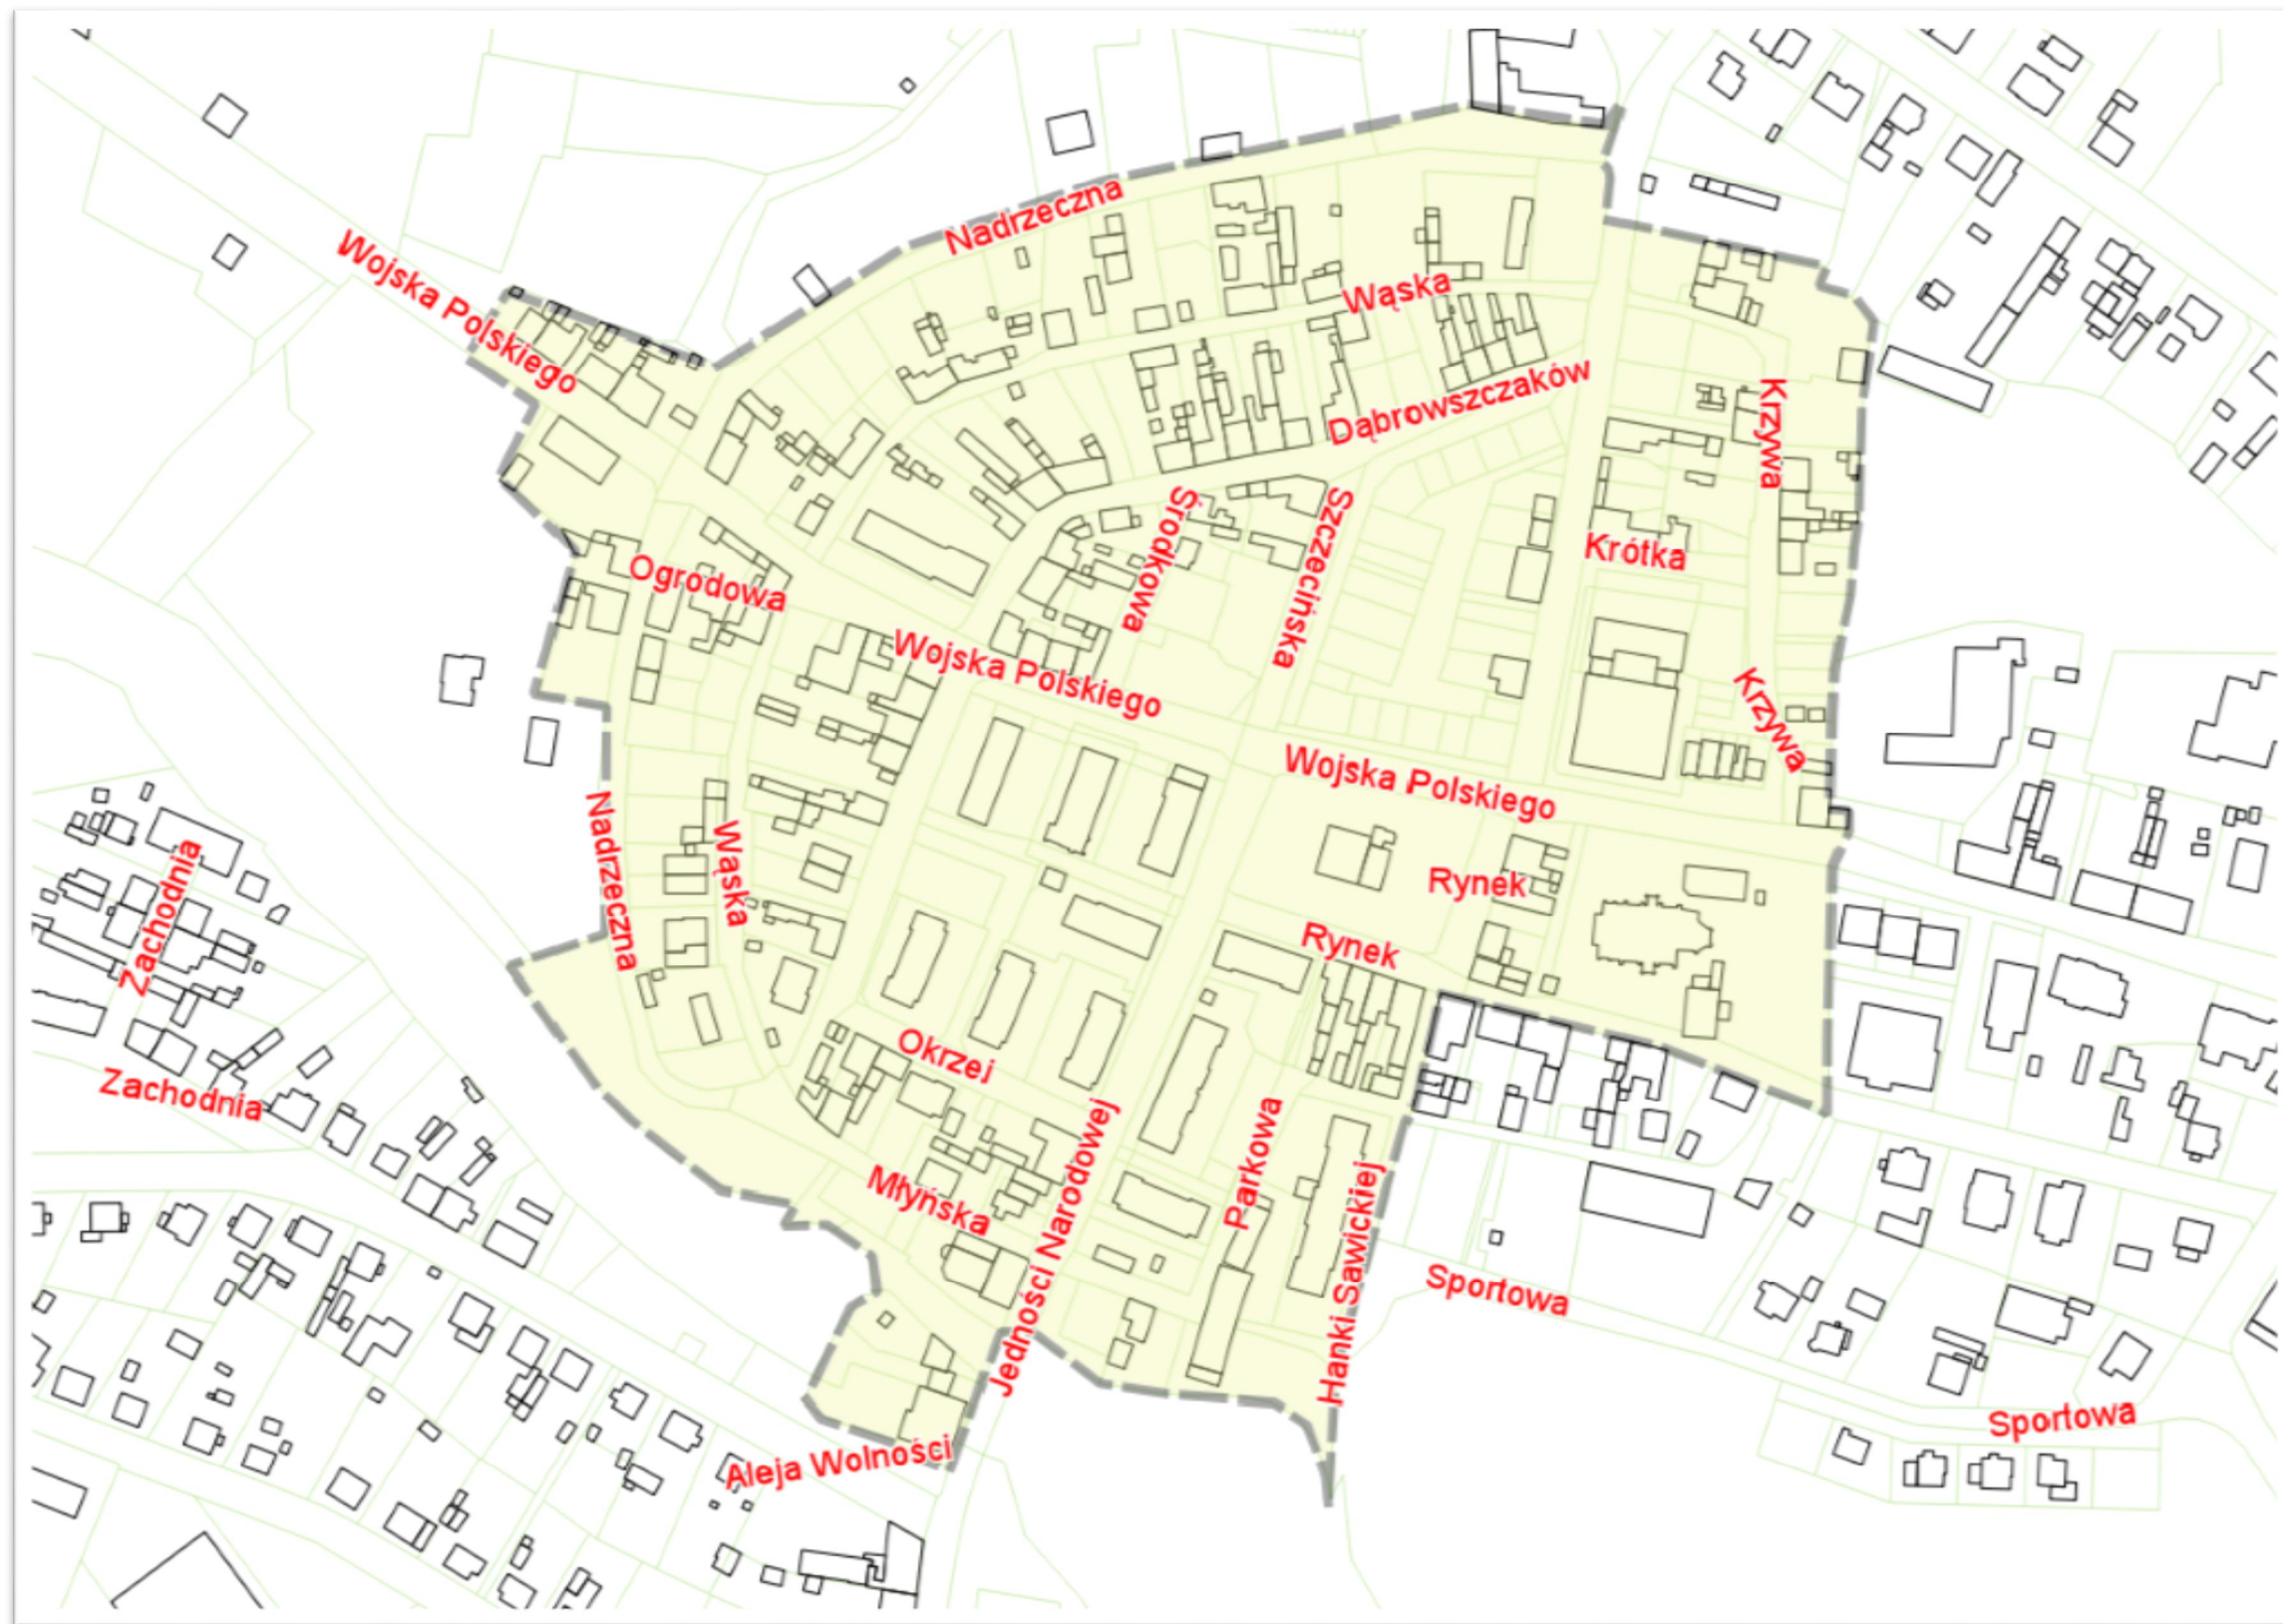 Nadrzeczna
Wojska Polskiego
Wąska
Dąbrowszczaków
Krzywa
Środkowa
Szczecińska
Krótka
Ogrodowa
Wojska Polskiego
Krzywa
Wojska Polskiego
Nadrzeczna
Wąska
Zachodnia
Rynek
Rynek
Okrzej
Zachodnia
Parkowa
Młyńska
Jedności Narodowej
Hanki Sawickiej
Sportowa
Sportowa
Aleja Wolności